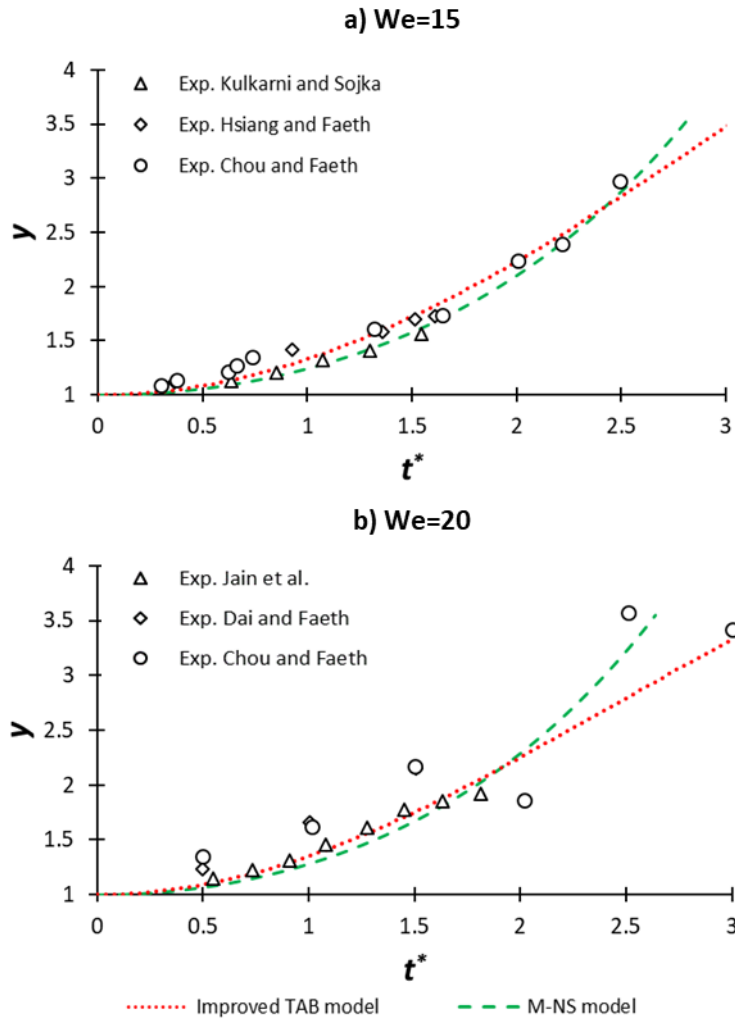 a) We=15
4
3.5
3
2.5
2
1.5
1
y
Exp. Kulkarni and Sojka
Exp. Hsiang and Faeth
Exp. Chou and Faeth
0 0.5 1 1.5 2 2.5 3
t*
b) We=20
4
3.5
3
2.5
2
1.5
1
y
Exp. Jain et al.
Exp. Dai and Faeth
Exp. Chou and Faeth
0 0.5 1 1.5 2 2.5 3
t*
Improved TAB model M-NS model